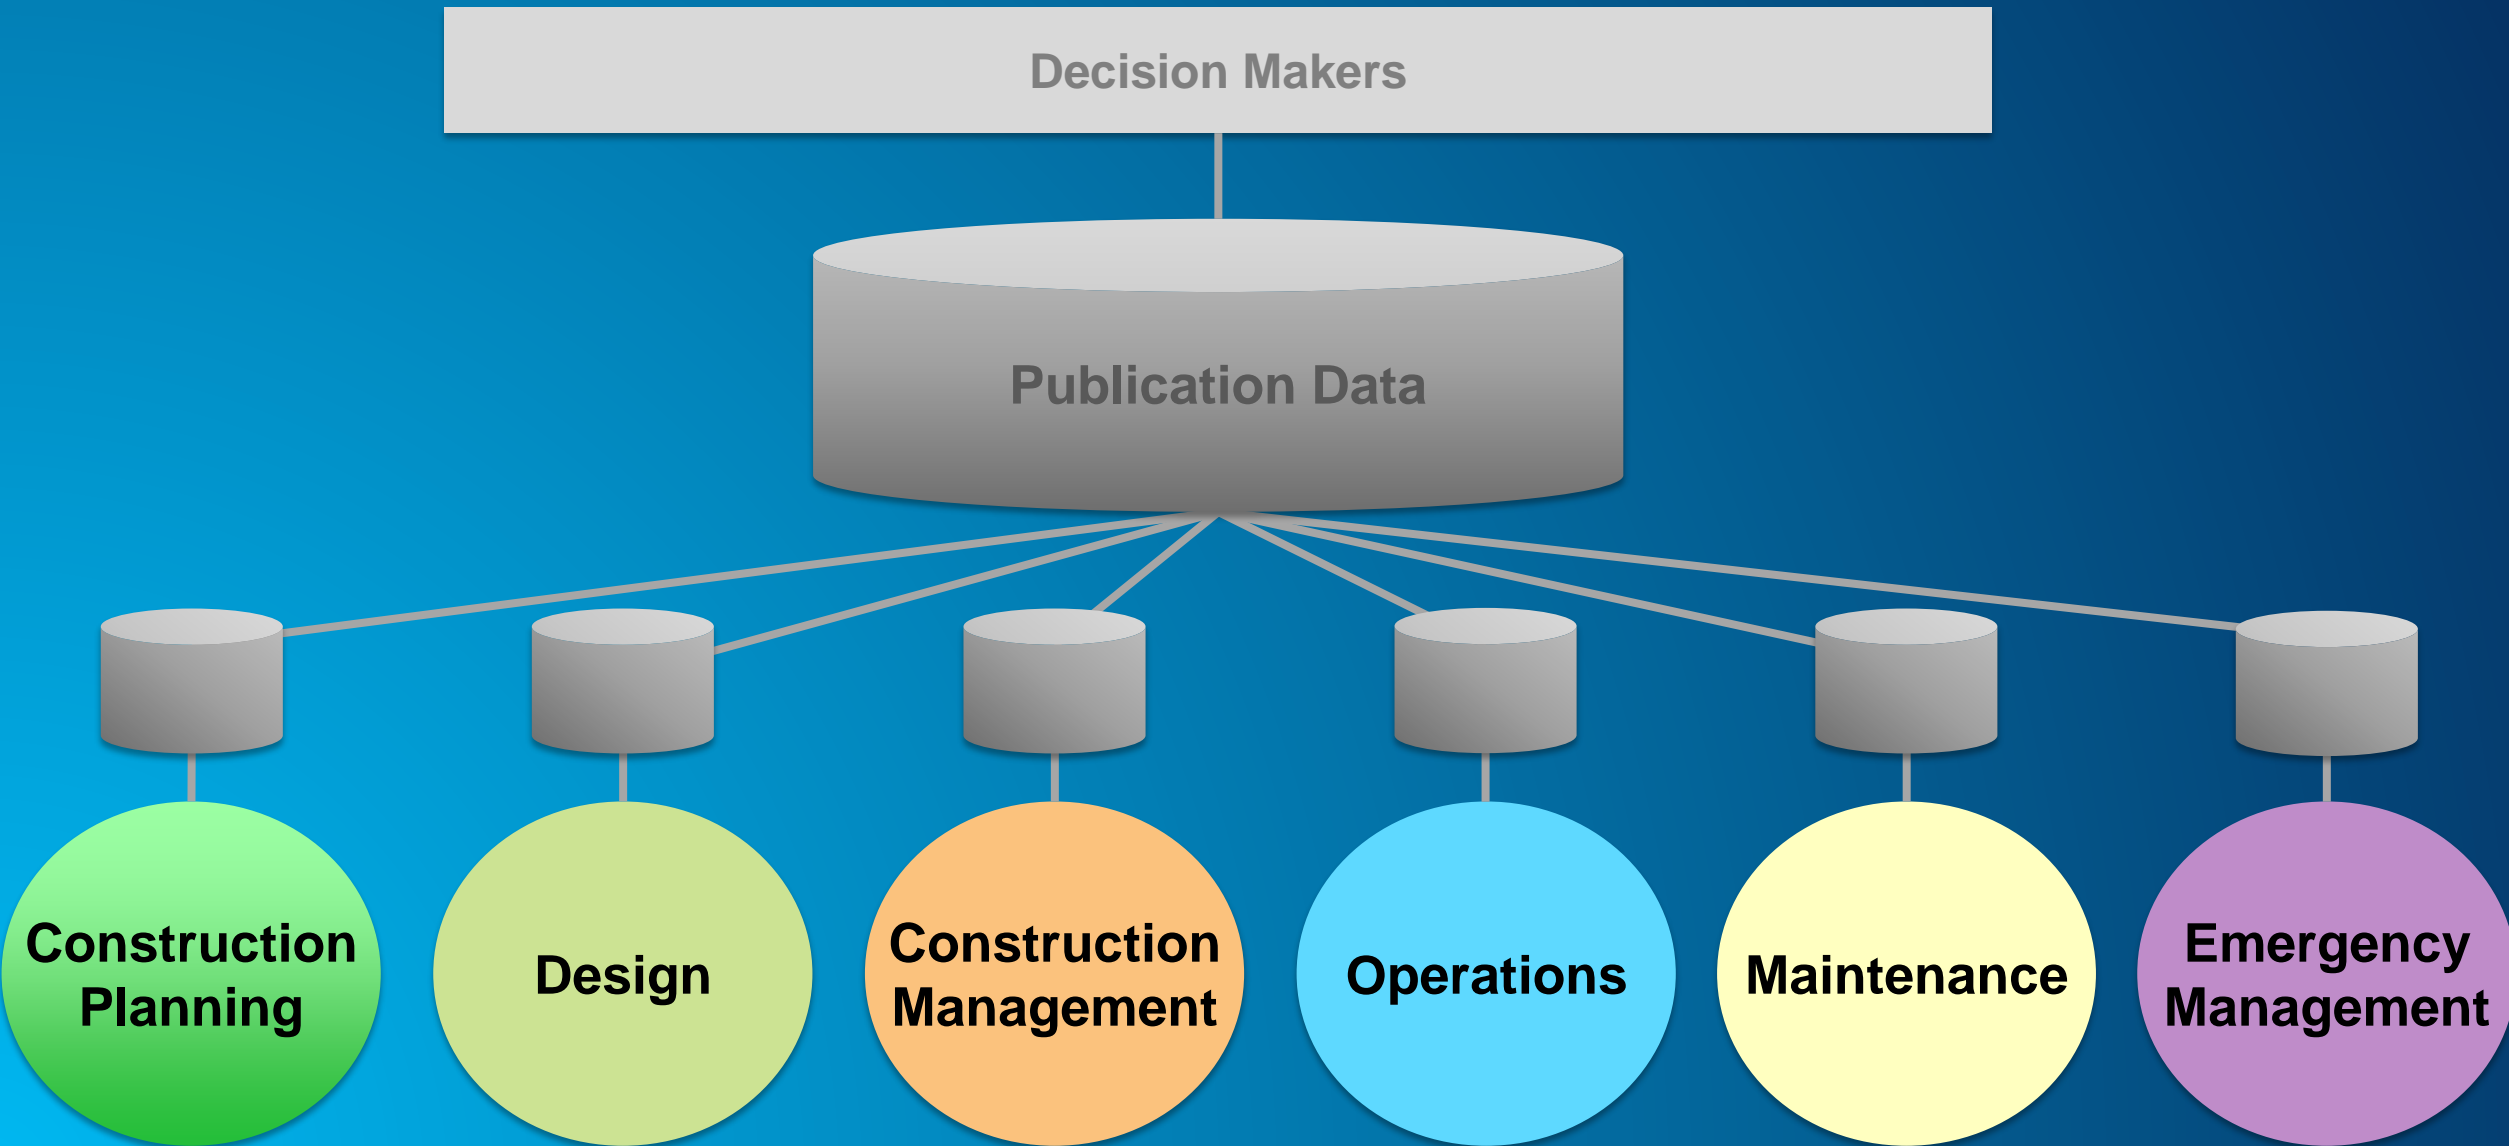 Decision Makers
Publication Data
Construction
Planning
Design
Construction
Management
Operations
Maintenance
Emergency
Management